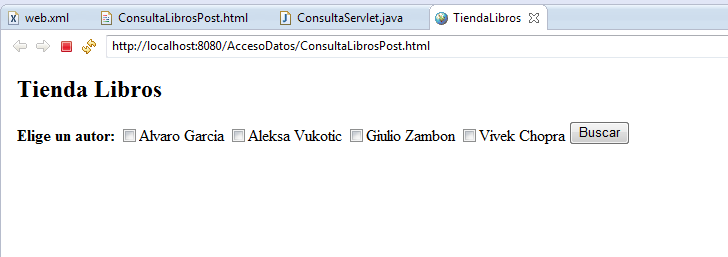 web.xml ConsultaLibrosPost.html ConsultaServlet.java TiendaLibros
http://localhost:8080/AccesoDatos/ConsultaLibrosPost.html
Tienda Libros
Elige un autor: Alvaro Garcia Aleksa Vukotic Giulio Zambon Vivek Chopra Buscar